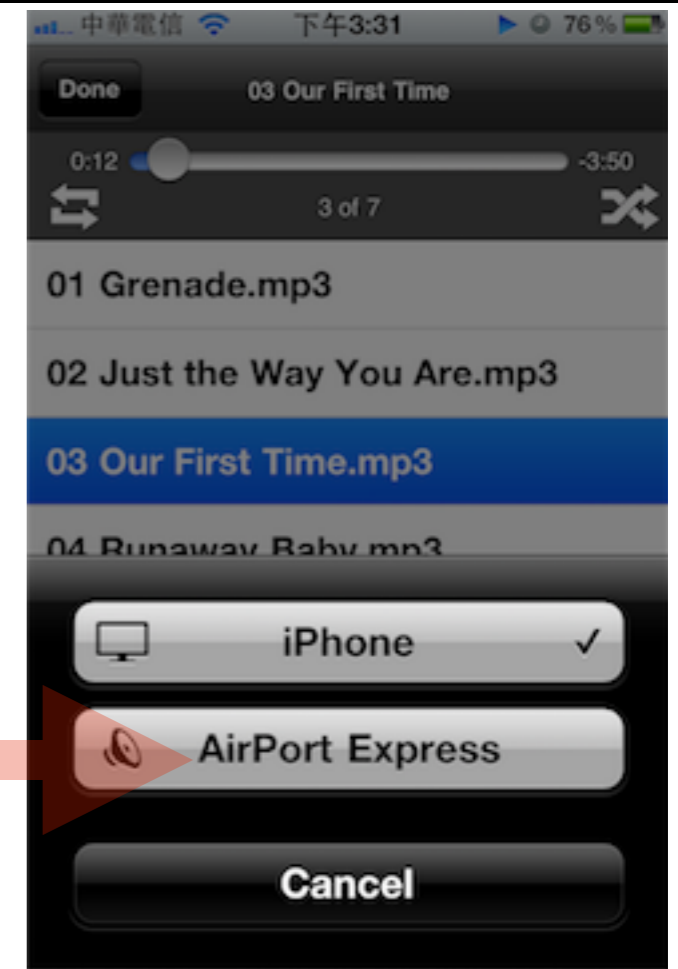 中華電信 下午3:31 76%
Done 03 Our First Time
0:12 -3:50
3 of 7
01 Grenade.mp3
02 Just the Way You Are.mp3
03 Our First Time.mp3
04 Runaway Baby.mp3
iPhone ✓
AirPort Express
Cancel